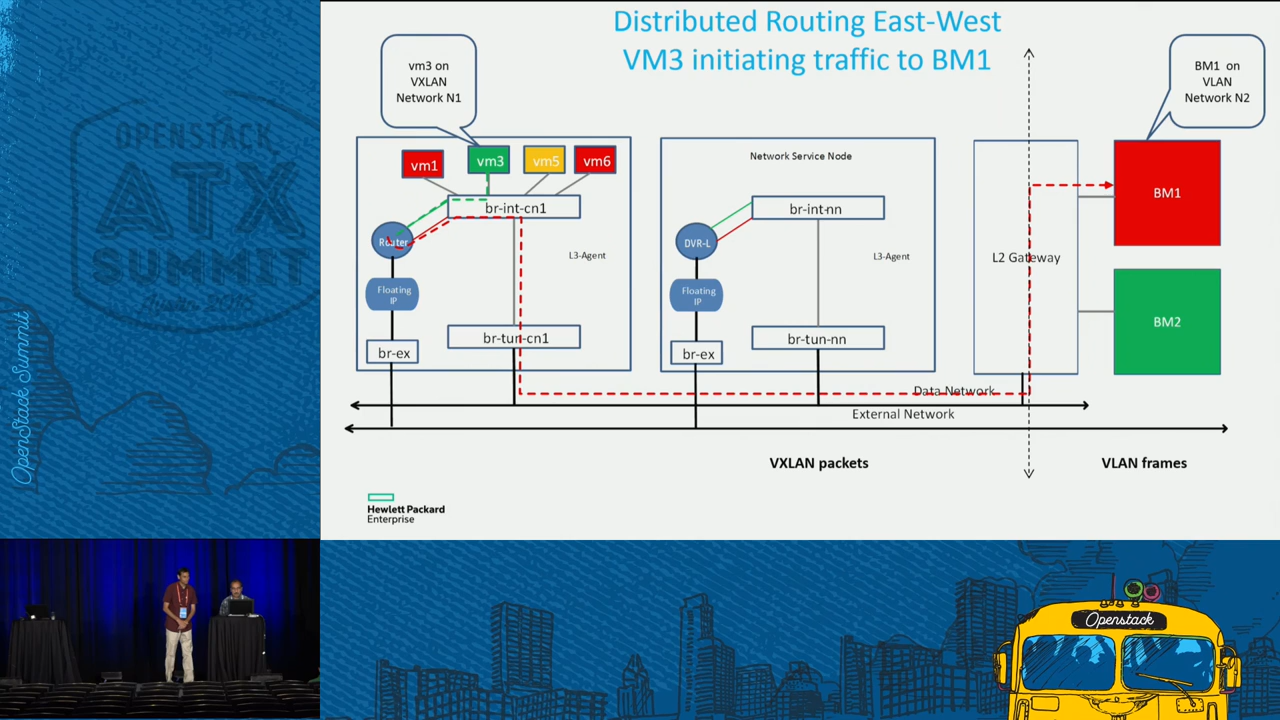 Distributed Routing East-West
VM3 initiating traffic to BM1
vm3 on
VXLAN
Network N1
BM1 on
VLAN
Network N2
vm1
vm3
vm5
vm6
br-int-cn1
Router
L3-Agent
Floating
IP
br-tun-cn1
br-ex
Network Service Node
br-int-nn
DVR-L
L3-Agent
Floating
IP
br-tun-nn
br-ex
L2 Gateway
BM1
BM2
Data Network
External Network
VXLAN packets
VLAN frames
Hewlett Packard
Enterprise
OPENSTACK
ATX
SUMMIT
OpenStack Summit
Openstack